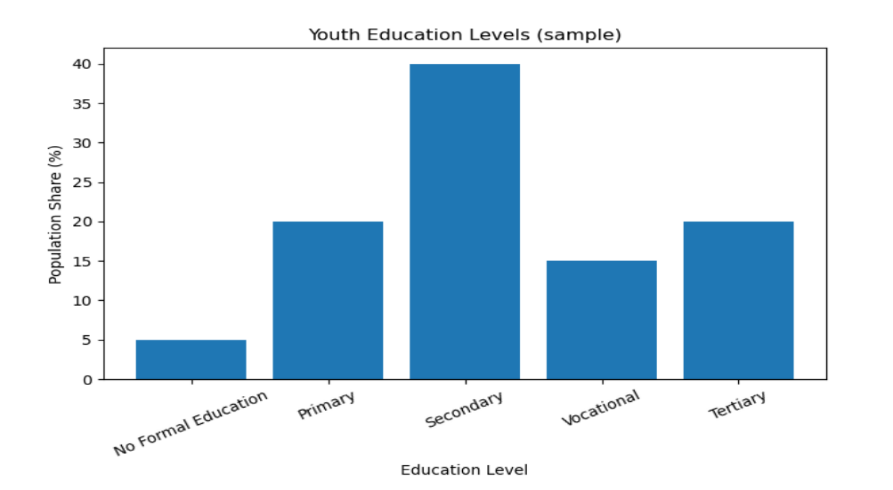 Youth Education Levels (sample)
Population Share (%)
40
35
30
25
20
15
10
5
0
No Formal Education
Primary
Secondary
Vocational
Tertiary
Education Level